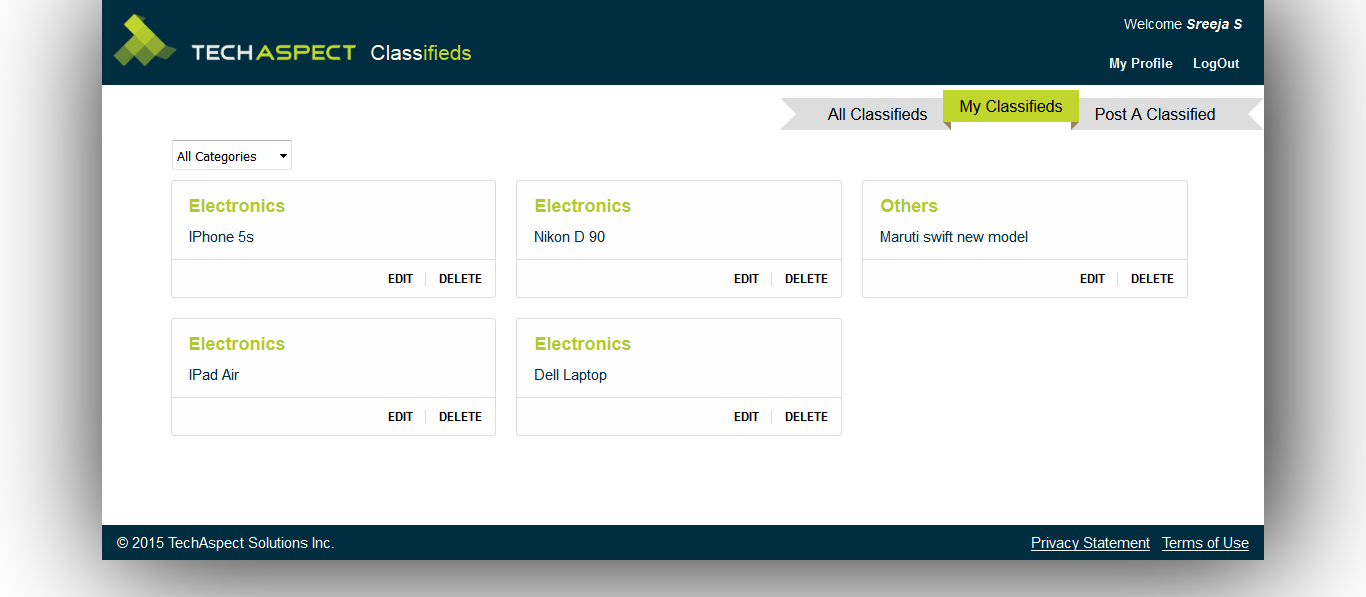 Welcome Sreeja S
TECHASPECT Classifieds
My Profile LogOut
All Classifieds My Classifieds Post A Classified
All Categories
Electronics Electronics Others
IPhone 5s Nikon D 90 Maruti swift new model
EDIT DELETE EDIT DELETE EDIT DELETE
Electronics Electronics
IPad Air Dell Laptop
EDIT DELETE EDIT DELETE
© 2015 TechAspect Solutions Inc. Privacy Statement Terms of Use